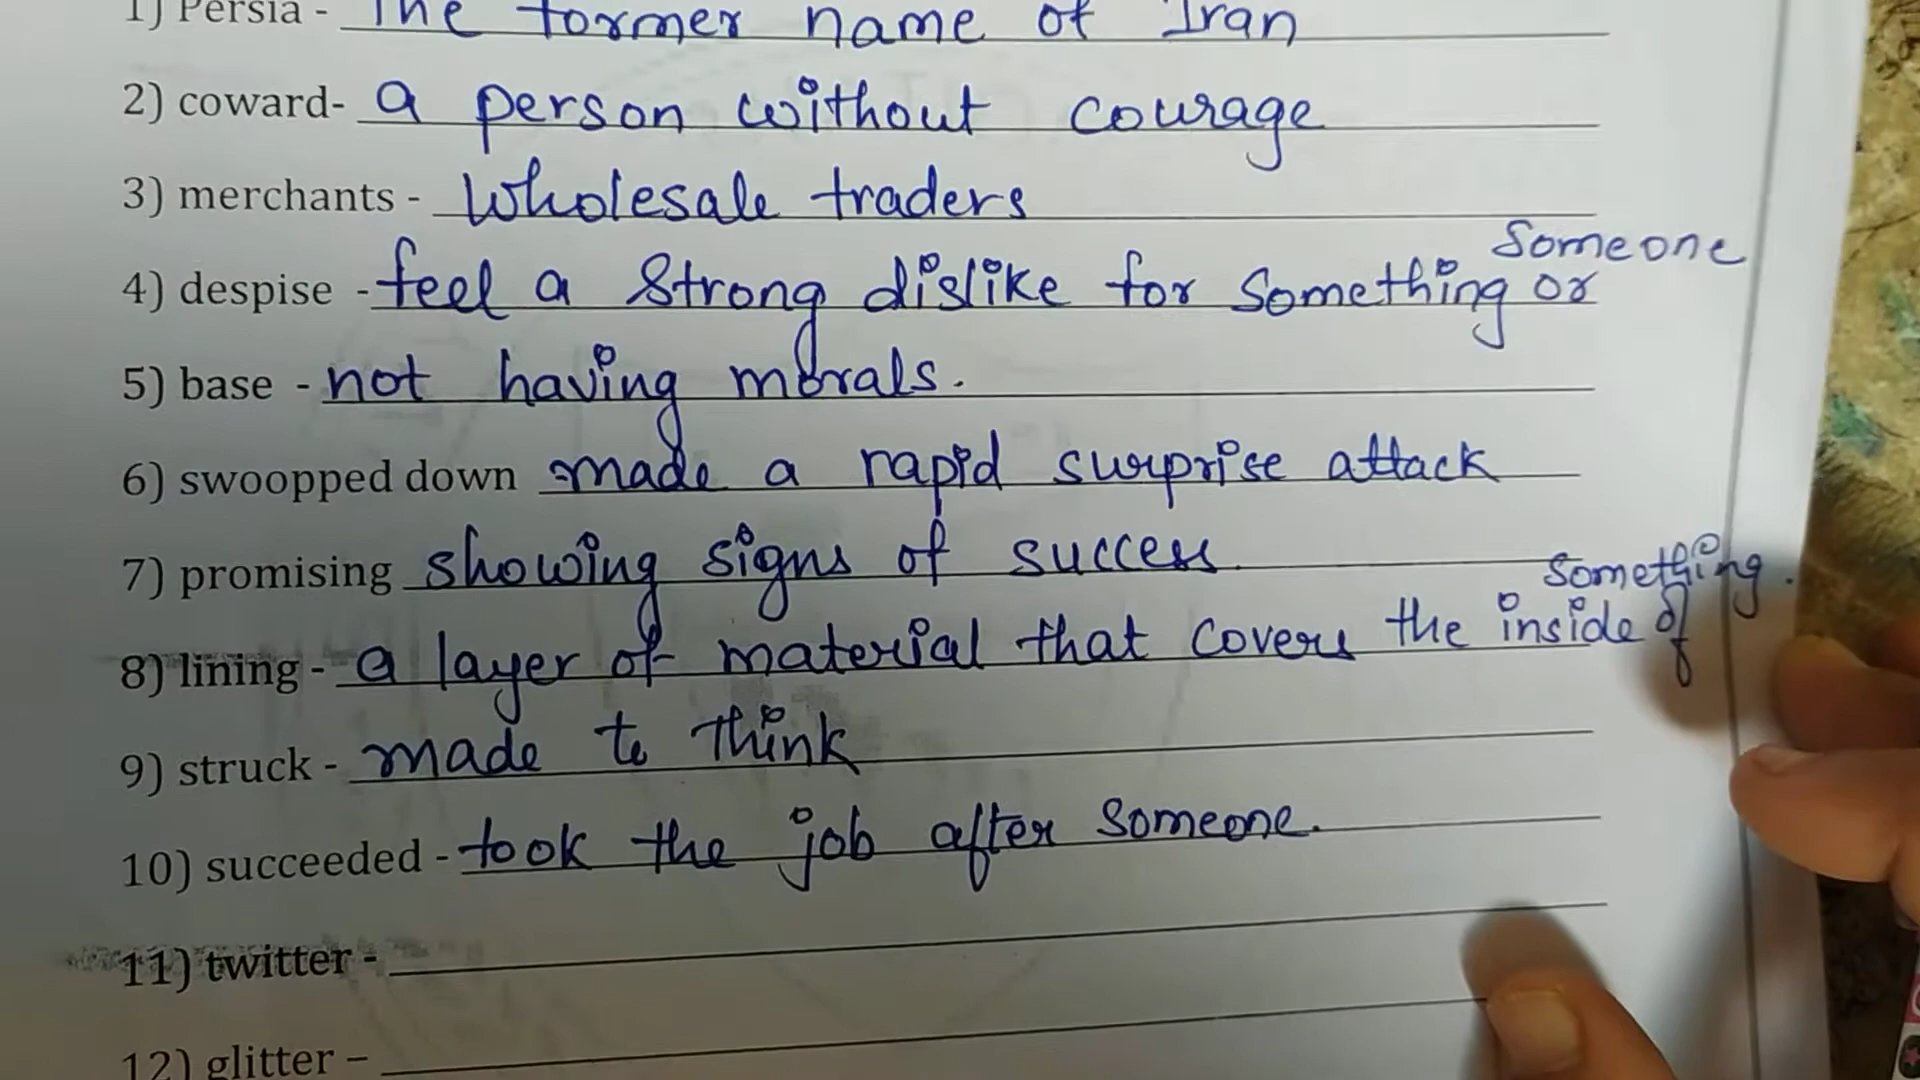 1) Persia - The former name of Iran
2) coward- a person without courage
3) merchants - Wholesale traders
someone
4) despise - feel a strong dislike for something or
5) base - not having morals.
6) swoopped down - made a rapid surprise attack
7) promising showing signs of success.
something.
8) lining - a layer of material that covers the inside of
9) struck - made to think
10) succeeded - took the job after someone.
11) twitter -
12) glitter –